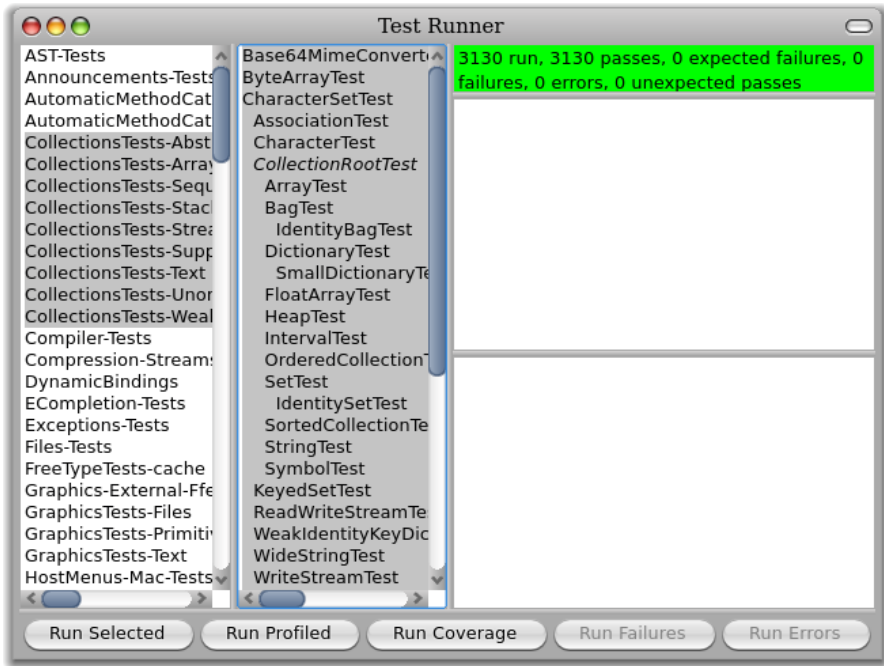 Test Runner
AST-Tests
Announcements-Tests
AutomaticMethodCat
AutomaticMethodCat
CollectionsTests-Abst
CollectionsTests-Array
CollectionsTests-Sequ
CollectionsTests-Stac
CollectionsTests-Strea
CollectionsTests-Supp
CollectionsTests-Text
CollectionsTests-Unor
CollectionsTests-Weal
Compiler-Tests
Compression-Streams
DynamicBindings
ECompletion-Tests
Exceptions-Tests
Files-Tests
FreeTypeTests-cache
Graphics-External-Ffe
GraphicsTests-Files
GraphicsTests-Primitiv
GraphicsTests-Text
HostMenus-Mac-Tests
Base64MimeConverte
ByteArrayTest
CharacterSetTest
AssociationTest
CharacterTest
CollectionRootTest
ArrayTest
BagTest
IdentityBagTest
DictionaryTest
SmallDictionaryTe
FloatArrayTest
HeapTest
IntervalTest
OrderedCollectionT
SetTest
IdentitySetTest
SortedCollectionTe
StringTest
SymbolTest
KeyedSetTest
ReadWriteStreamTe
WeakIdentityKeyDic
WideStringTest
WriteStreamTest
3130 run, 3130 passes, 0 expected failures, 0
failures, 0 errors, 0 unexpected passes
Run Selected
Run Profiled
Run Coverage
Run Failures
Run Errors